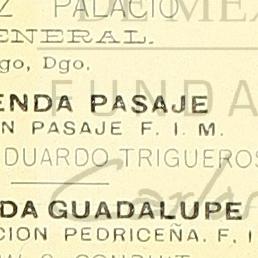 Z PALACIO
ENERAL.
go, Dgo.
ENDA PASAJE
N PASAJE F. I. M.
DUARDO TRIGUEROS
DA GUADALUPE
CION PEDRICEÑA. F. I